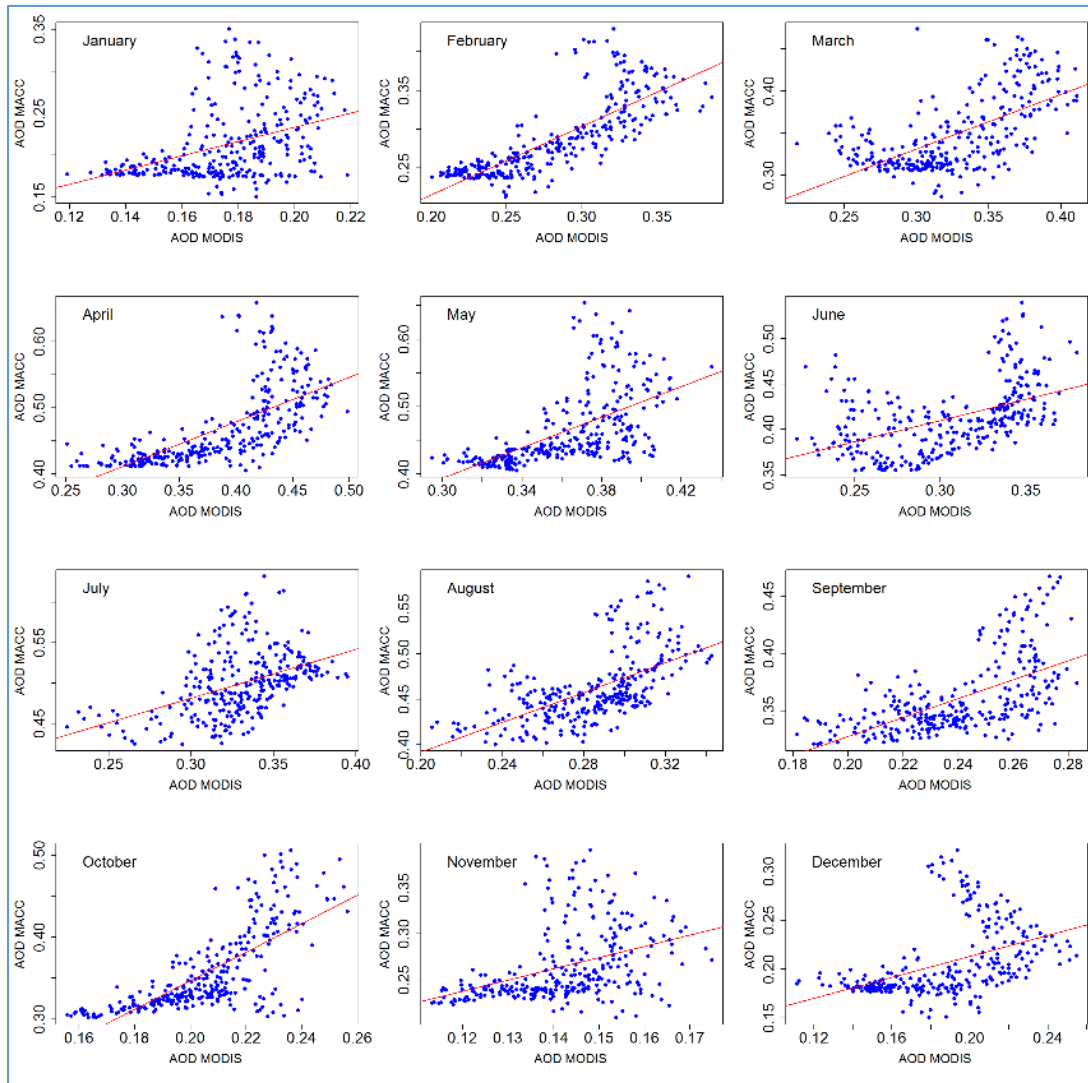 January
AOD MACC
0.15 0.25 0.35
0.12 0.14 0.16 0.18 0.20 0.22
AOD MODIS
February
AOD MACC
0.25 0.35
0.20 0.25 0.30 0.35
AOD MODIS
March
AOD MACC
0.30 0.40
0.25 0.30 0.35 0.40
AOD MODIS
April
AOD MACC
0.40 0.50 0.60
0.25 0.30 0.35 0.40 0.45 0.50
AOD MODIS
May
AOD MACC
0.40 0.50 0.60
0.30 0.34 0.38 0.42
AOD MODIS
June
AOD MACC
0.35 0.40 0.45 0.50
0.25 0.30 0.35
AOD MODIS
July
AOD MACC
0.45 0.55
0.25 0.30 0.35 0.40
AOD MODIS
August
AOD MACC
0.40 0.45 0.50 0.55
0.20 0.24 0.28 0.32
AOD MODIS
September
AOD MACC
0.35 0.45
0.18 0.20 0.22 0.24 0.26 0.28
AOD MODIS
October
AOD MACC
0.30 0.40 0.50
0.16 0.18 0.20 0.22 0.24 0.26
AOD MODIS
November
AOD MACC
0.25 0.30 0.35
0.12 0.13 0.14 0.15 0.16 0.17
AOD MODIS
December
AOD MACC
0.15 0.20 0.25 0.30
0.12 0.16 0.20 0.24
AOD MODIS